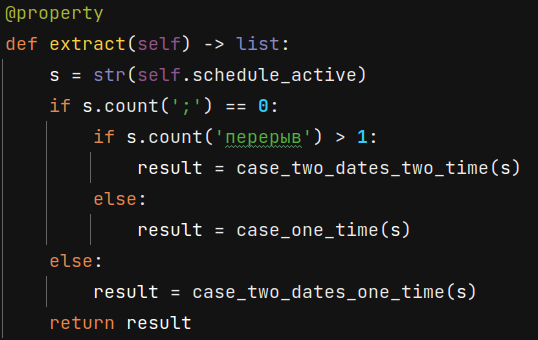 @property
def extract(self) -> list:
    s = str(self.schedule_active)
    if s.count(';') == 0:
        if s.count('перерыв') > 1:
            result = case_two_dates_two_time(s)
        else:
            result = case_one_time(s)
    else:
        result = case_two_dates_one_time(s)
    return result